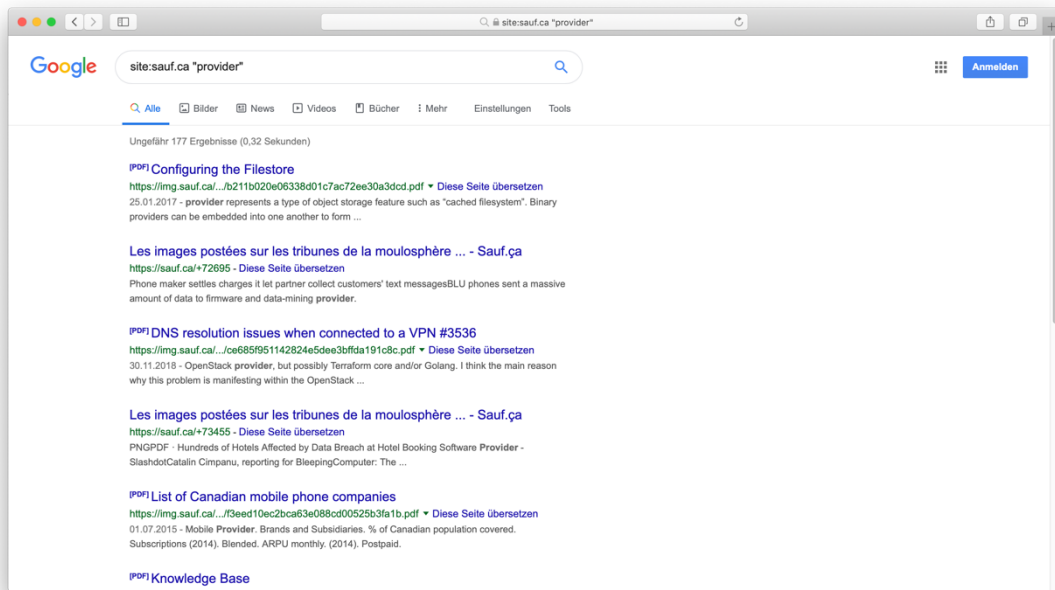 site:sauf.ca "provider"
Google
site:sauf.ca "provider"
Anmelden
Alle Bilder News Videos Bücher Mehr Einstellungen Tools
Ungefähr 177 Ergebnisse (0,32 Sekunden)
[PDF] Configuring the Filestore
https://img.sauf.ca/.../b211b020e06338d01c7ac72ee30a3dcd.pdf ▾ Diese Seite übersetzen
25.01.2017 - provider represents a type of object storage feature such as “cached filesystem”. Binary
providers can be embedded into one another to form ...
Les images postées sur les tribunes de la moulosphère ... - Sauf.ça
https://sauf.ca/+72695 - Diese Seite übersetzen
Phone maker settles charges it let partner collect customers' text messagesBLU phones sent a massive
amount of data to firmware and data-mining provider.
[PDF] DNS resolution issues when connected to a VPN #3536
https://img.sauf.ca/.../ce685f951142824e5dee3bffda191c8c.pdf ▾ Diese Seite übersetzen
30.11.2018 - OpenStack provider, but possibly Terraform core and/or Golang. I think the main reason
why this problem is manifesting within the OpenStack ...
Les images postées sur les tribunes de la moulosphère ... - Sauf.ça
https://sauf.ca/+73455 - Diese Seite übersetzen
PNGPDF · Hundreds of Hotels Affected by Data Breach at Hotel Booking Software Provider -
SlashdotCatalin Cimpanu, reporting for BleepingComputer: The ...
[PDF] List of Canadian mobile phone companies
https://img.sauf.ca/.../f3eed10ec2bca63e088cd00525b3fa1b.pdf ▾ Diese Seite übersetzen
01.07.2015 - Mobile Provider. Brands and Subsidiaries. % of Canadian population covered.
Subscriptions (2014). Blended. ARPU monthly. (2014). Postpaid.
[PDF] Knowledge Base